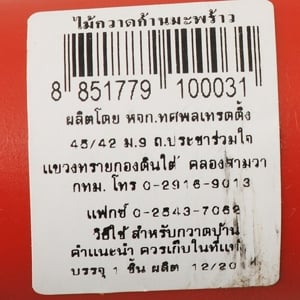 ไม้กวาดก้านมะพร้าว
8 851779 100031
ผลิตโดย หจก.ทศพลเทรดดิ้ง
45/42 ม.9 ถ.ประชาร่วมใจ
แขวงทรายกองดินใต้ คลองสามวา
กทม. โทร 0-2916-9013
แฟกซ์ 0-2543-7062
วิธีใช้ สำหรับกวาดบ้าน
คำแนะนำ ควรเก็บในที่แห้ง
บรรจุ 1 ชิ้น ผลิต 12/20